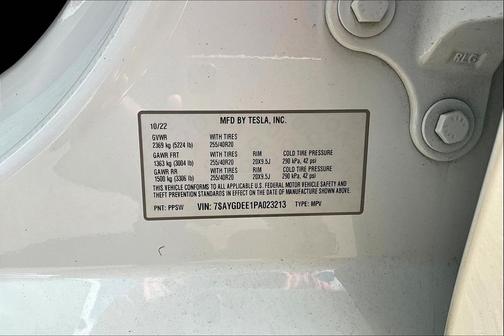 MFD BY TESLA, INC.
10/22
GVWR WITH TIRES
2369 kg (5224 lb) 255/40R20
GAWR FRT WITH TIRES RIM COLD TIRE PRESSURE
1363 kg (3004 lb) 255/40R20 20X9.5J 290 kPa, 42 psi
GAWR RR WITH TIRES RIM COLD TIRE PRESSURE
1500 kg (3306 lb) 255/40R20 20X9.5J 290 kPa, 42 psi
THIS VEHICLE CONFORMS TO ALL APPLICABLE U.S. FEDERAL MOTOR VEHICLE SAFETY AND
THEFT PREVENTION STANDARDS IN EFFECT ON THE DATE OF MANUFACTURE SHOWN ABOVE.
PNT: PPSW VIN: 7SAYGDEE1PA023213 TYPE: MPV